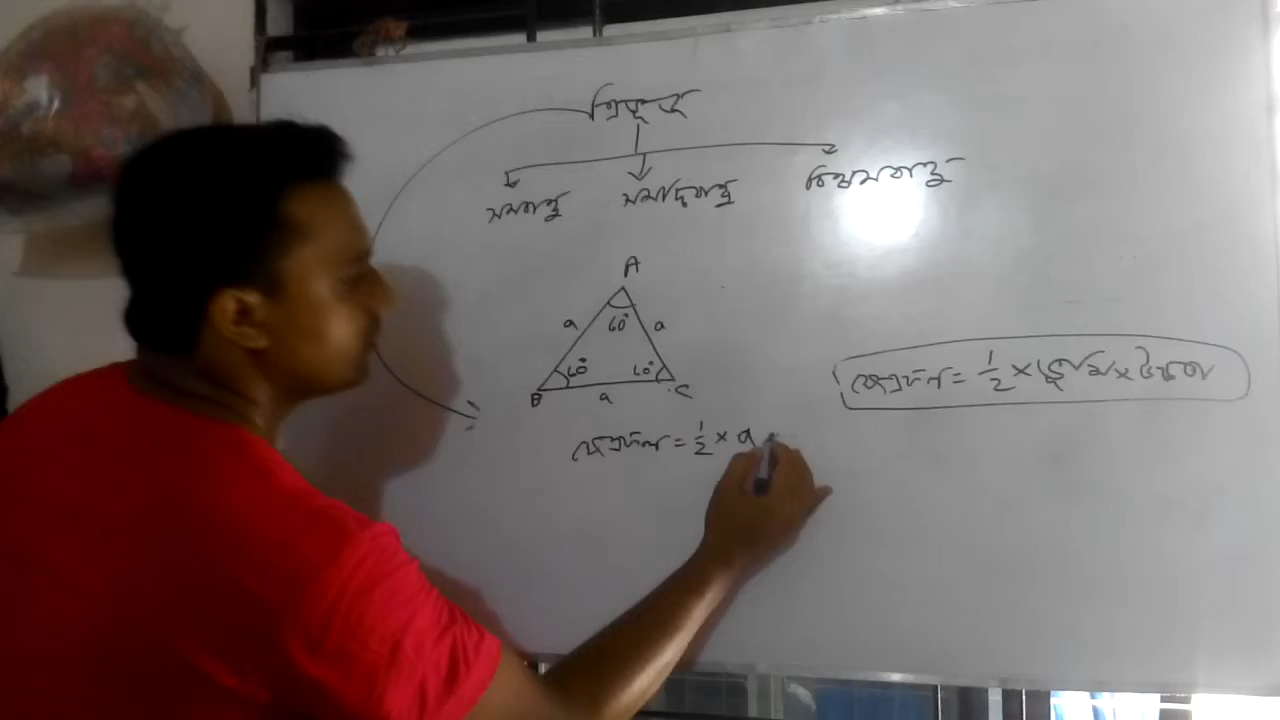 ত্রিভুজ
সমবাহু সমদ্বিবাহু বিষমবাহু
A
a 60° a
60° 60°
B a C
ক্ষেত্রফল = 1/2 × ভূমি × উচ্চতা
ক্ষেত্রফল = 1/2 × a